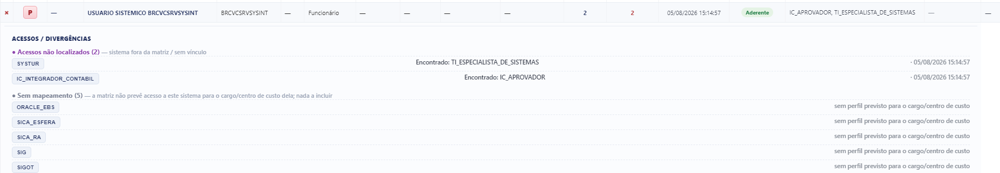 × P — USUARIO SISTEMICO BRCVCSRVSYSINT BRCVCSRVSYSINT — Funcionário — — — — 2 2 05/08/2026 15:14:57 Aderente IC_APROVADOR, TI_ESPECIALISTA_DE_SISTEMAS — —
ACESSOS / DIVERGÊNCIAS
• Acessos não localizados (2) — sistema fora da matriz / sem vínculo
SYSTUR Encontrado: TI_ESPECIALISTA_DE_SISTEMAS · 05/08/2026 15:14:57
IC_INTEGRADOR_CONTABIL Encontrado: IC_APROVADOR · 05/08/2026 15:14:57
• Sem mapeamento (5) — a matriz não prevê acesso a este sistema para o cargo/centro de custo dela; nada a incluir
ORACLE_EBS sem perfil previsto para o cargo/centro de custo
SICA_ESFERA sem perfil previsto para o cargo/centro de custo
SICA_RA sem perfil previsto para o cargo/centro de custo
SIG sem perfil previsto para o cargo/centro de custo
SIGOT sem perfil previsto para o cargo/centro de custo